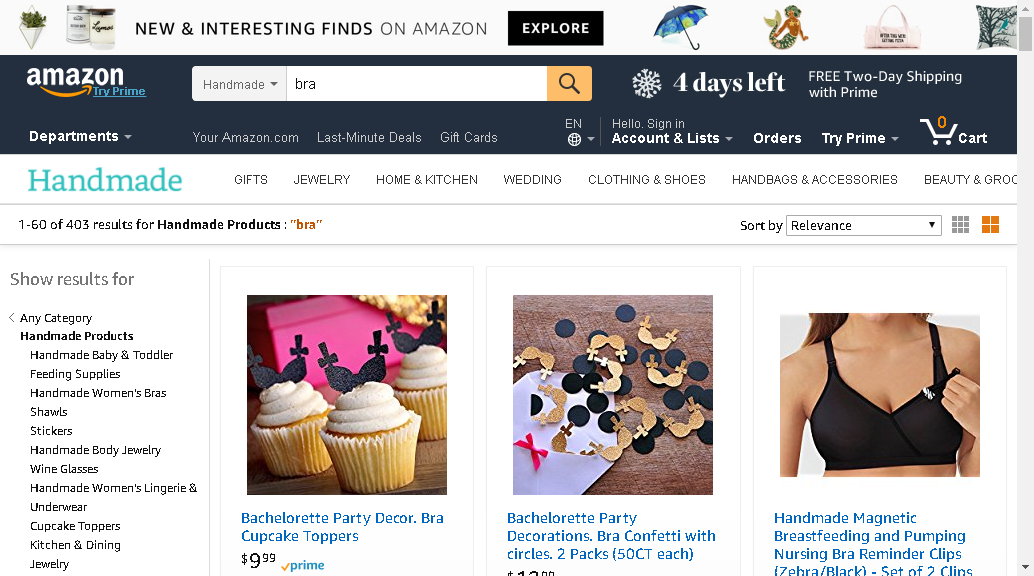 NEW & INTERESTING FINDS ON AMAZON
EXPLORE
amazon
Try Prime
Handmade
bra
4 days left
FREE Two-Day Shipping
with Prime
Departments
Your Amazon.com
Last-Minute Deals
Gift Cards
EN
Hello. Sign in
Account & Lists
Orders
Try Prime
0
Cart
Handmade
GIFTS
JEWELRY
HOME & KITCHEN
WEDDING
CLOTHING & SHOES
HANDBAGS & ACCESSORIES
BEAUTY & GROO
1-60 of 403 results for Handmade Products : "bra"
Sort by
Relevance
Show results for
Any Category
Handmade Products
Handmade Baby & Toddler
Feeding Supplies
Handmade Women's Bras
Shawls
Stickers
Handmade Body Jewelry
Wine Glasses
Handmade Women's Lingerie &
Underwear
Cupcake Toppers
Kitchen & Dining
Jewelry
Bachelorette Party Decor. Bra
Cupcake Toppers
$9.99
prime
Bachelorette Party
Decorations. Bra Confetti with
circles. 2 Packs (50CT each)
Handmade Magnetic
Breastfeeding and Pumping
Nursing Bra Reminder Clips
(Zebra/Black) - Set of 2 Clips